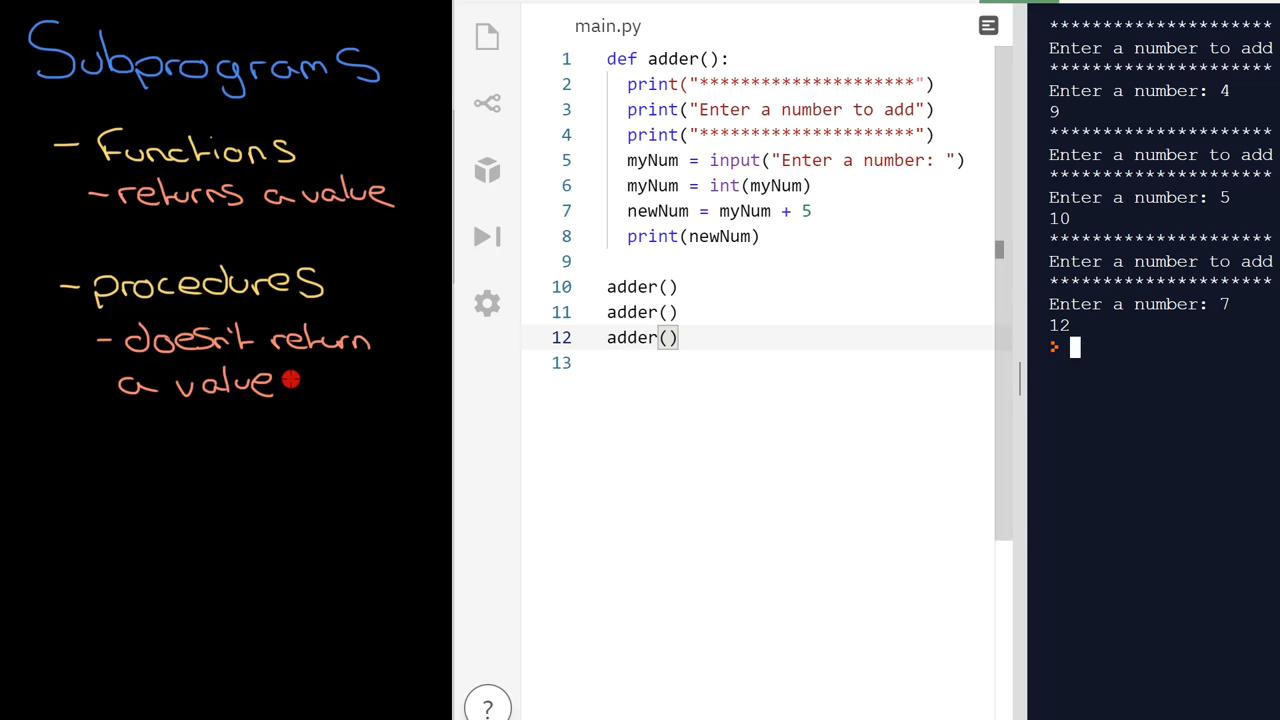 Subprograms
- Functions
- returns a value
- procedures
- doesn't return
a value
main.py
1 def adder():
2 print("*********************")
3 print("Enter a number to add")
4 print("*********************")
5 myNum = input("Enter a number: ")
6 myNum = int(myNum)
7 newNum = myNum + 5
8 print(newNum)
9
10 adder()
11 adder()
12 adder()
13
?
*********************
Enter a number to add
*********************
Enter a number: 4
9
*********************
Enter a number to add
*********************
Enter a number: 5
10
*********************
Enter a number to add
*********************
Enter a number: 7
12
>